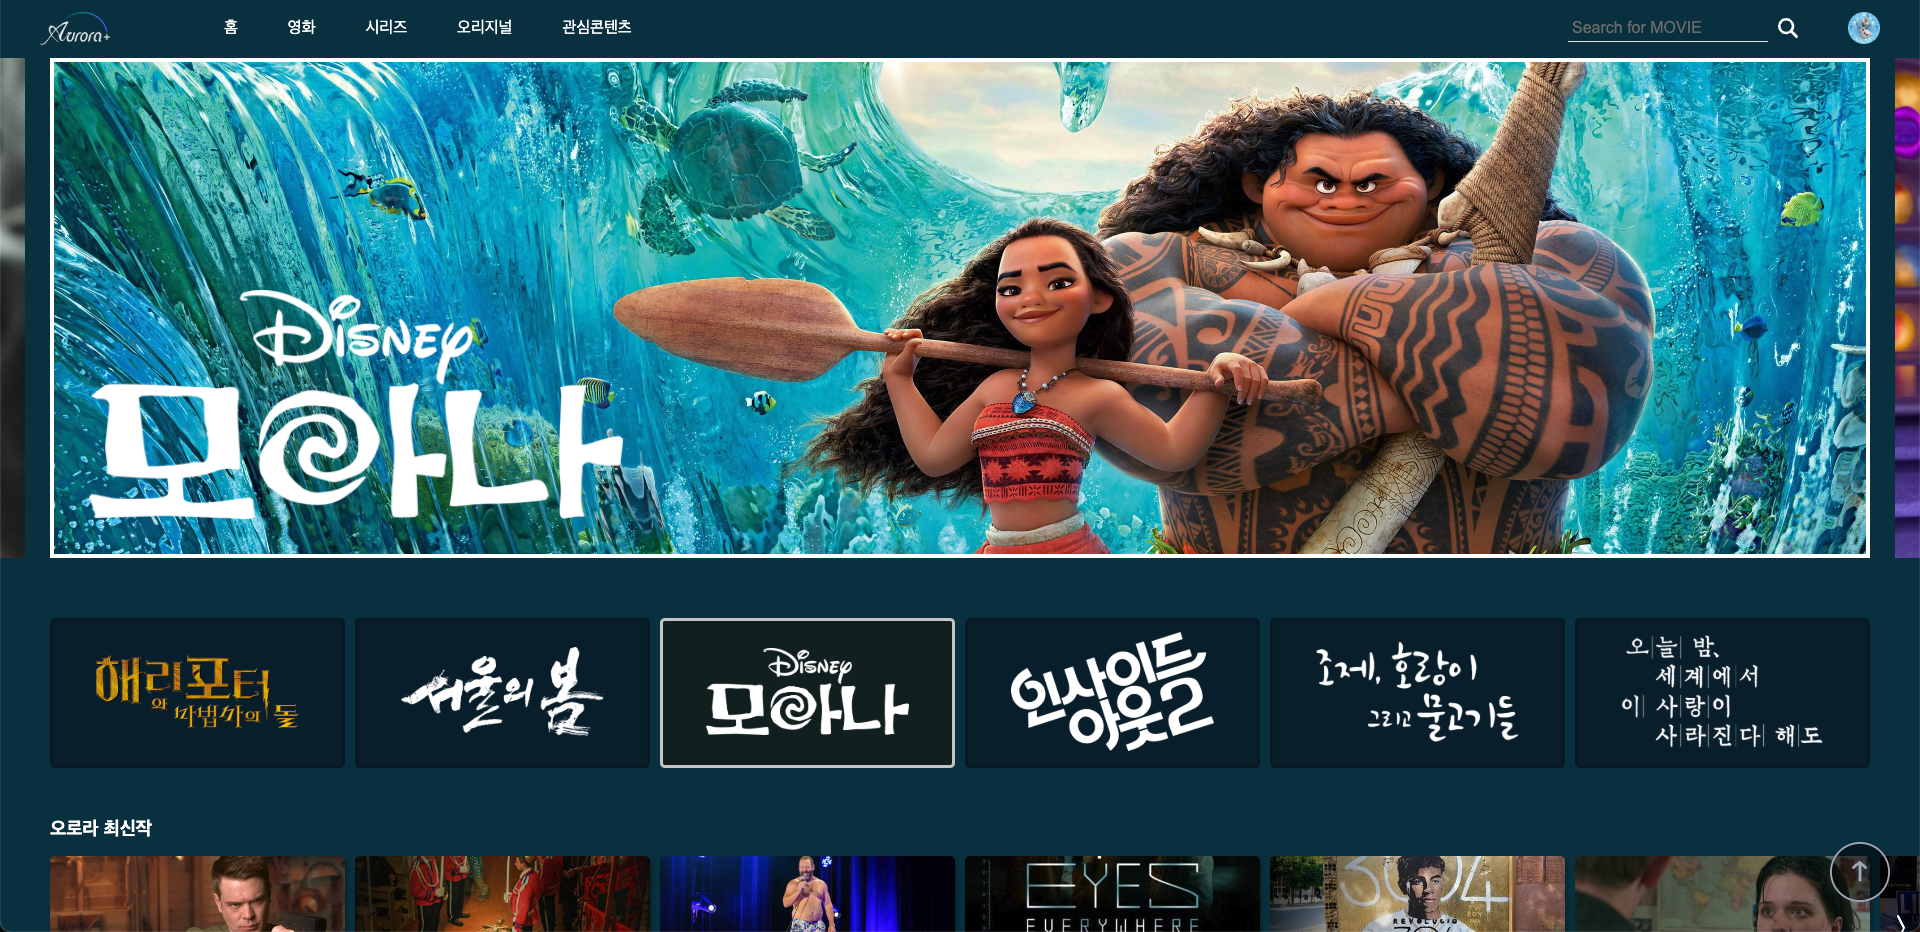 Aurora+
홈 영화 시리즈 오리지널 관심콘텐츠
Search for MOVIE
Disney
모아나
해리포터
와 마법사의 돌
서울의 봄
Disney
모아나
인사이드
아웃2
조제, 호랑이
그리고 물고기들
오늘 밤,
세계에서
이 사랑이
사라진다 해도
오로라 최신작
EYES
EVERYWHERE
304
REVOLUCIO
304